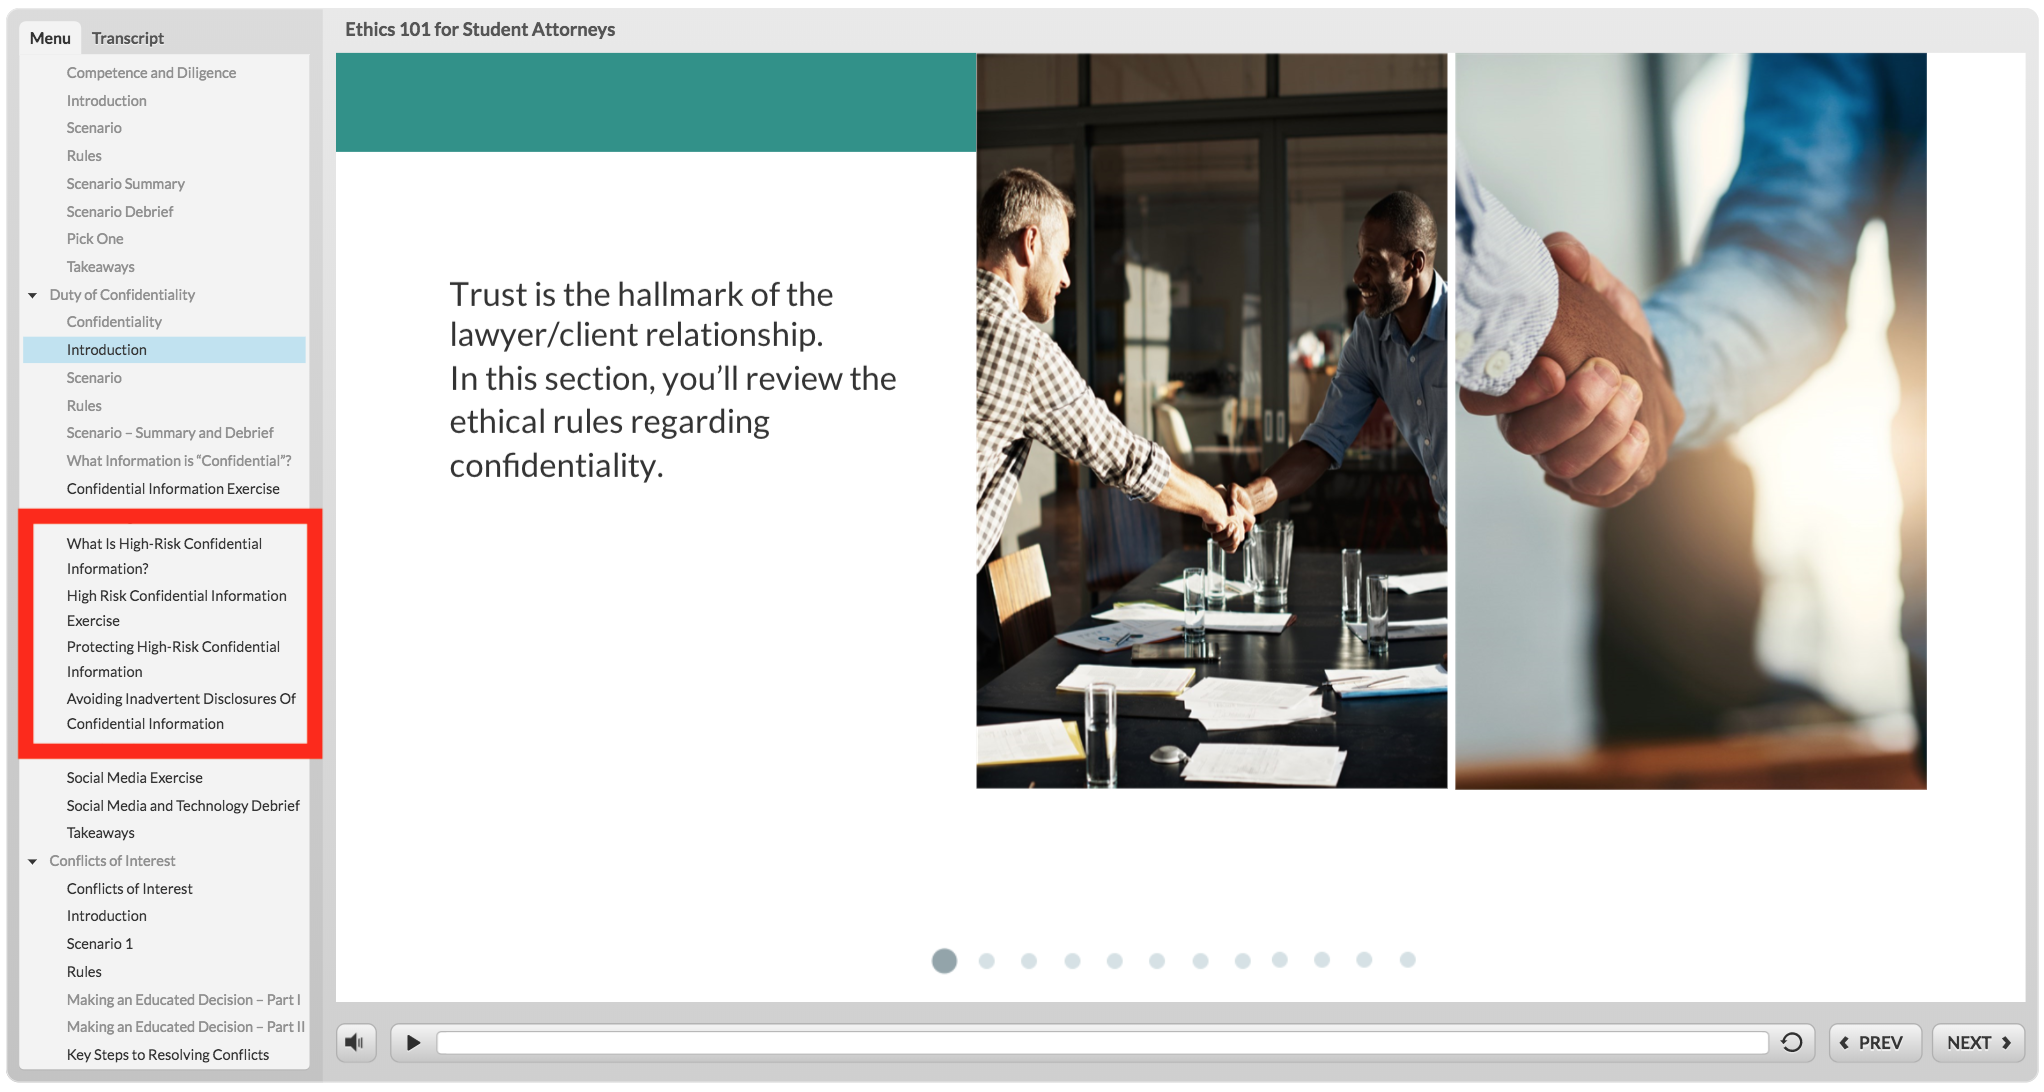 Menu
Transcript
Ethics 101 for Student Attorneys
Competence and Diligence
Introduction
Scenario
Rules
Scenario Summary
Scenario Debrief
Pick One
Takeaways
Duty of Confidentiality
Confidentiality
Introduction
Scenario
Rules
Scenario – Summary and Debrief
What Information is “Confidential”?
Confidential Information Exercise
What Is High-Risk Confidential
Information?
High Risk Confidential Information
Exercise
Protecting High-Risk Confidential
Information
Avoiding Inadvertent Disclosures Of
Confidential Information
Social Media Exercise
Social Media and Technology Debrief
Takeaways
Conflicts of Interest
Conflicts of Interest
Introduction
Scenario 1
Rules
Making an Educated Decision – Part I
Making an Educated Decision – Part II
Key Steps to Resolving Conflicts
Trust is the hallmark of the
lawyer/client relationship.
In this section, you’ll review the
ethical rules regarding
confidentiality.
PREV
NEXT